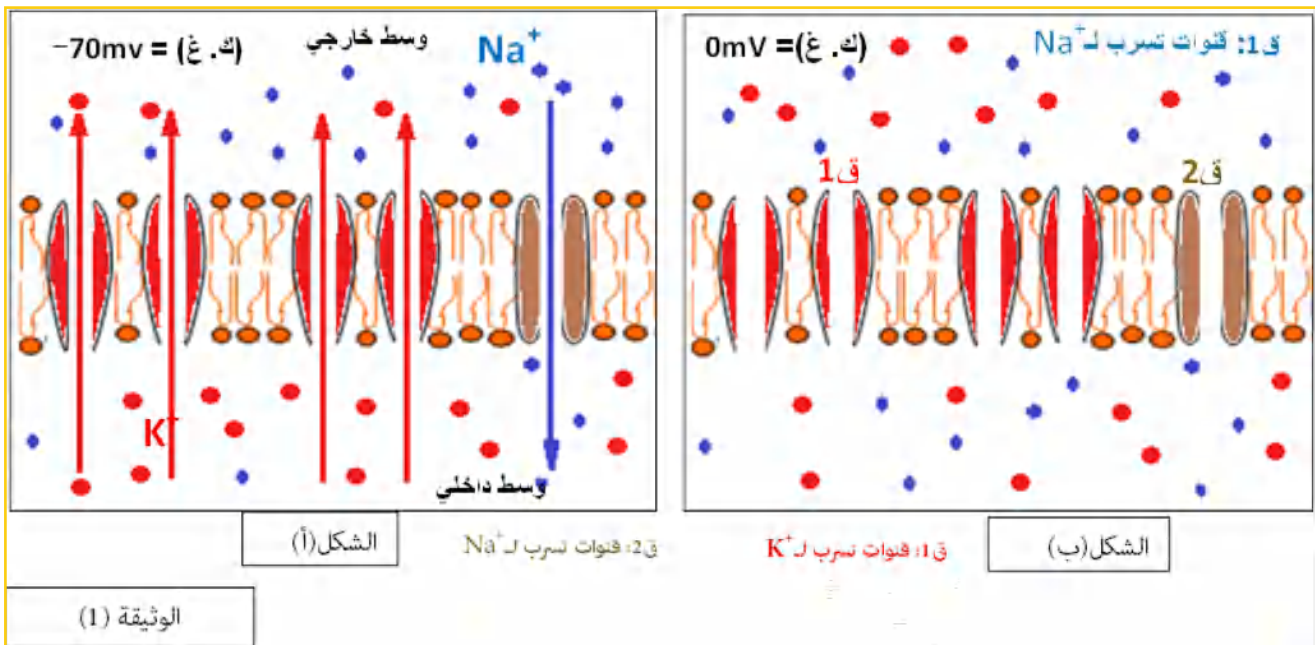 −70mv = (ك. غ)
وسط خارجي
Na⁺
K⁺
وسط داخلي
0mV =(ك. غ)
ق1: قنوات تسرب لـNa⁺
ق1
ق2
الشكل(أ)
ق2: قنوات تسرب لـNa⁺
ق1: قنوات تسرب لـK⁺
الشكل(ب)
الوثيقة (1)